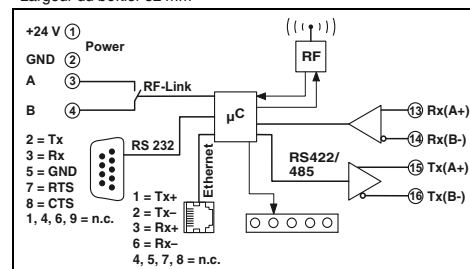 Largeur du boîtier 32 mm
+24 V 1
Power
GND 2
A 3
RF-Link
B 4
RF
µC
13 Rx(A+)
14 Rx(B-)
RS422/
485
15 Tx(A+)
16 Tx(B-)
RS 232
Ethernet
2 = Tx
3 = Rx
5 = GND
7 = RTS
8 = CTS
1, 4, 6, 9 = n.c.
1 = Tx+
2 = Tx–
3 = Rx+
6 = Rx–
4, 5, 7, 8 = n.c.